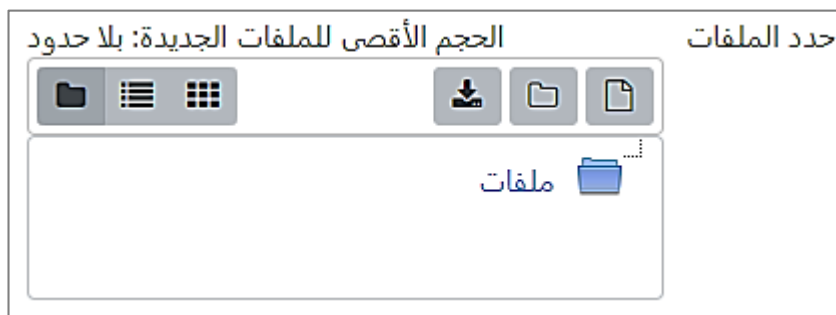 حدد الملفات
الحجم الأقصى للملفات الجديدة: بلا حدود
ملفات